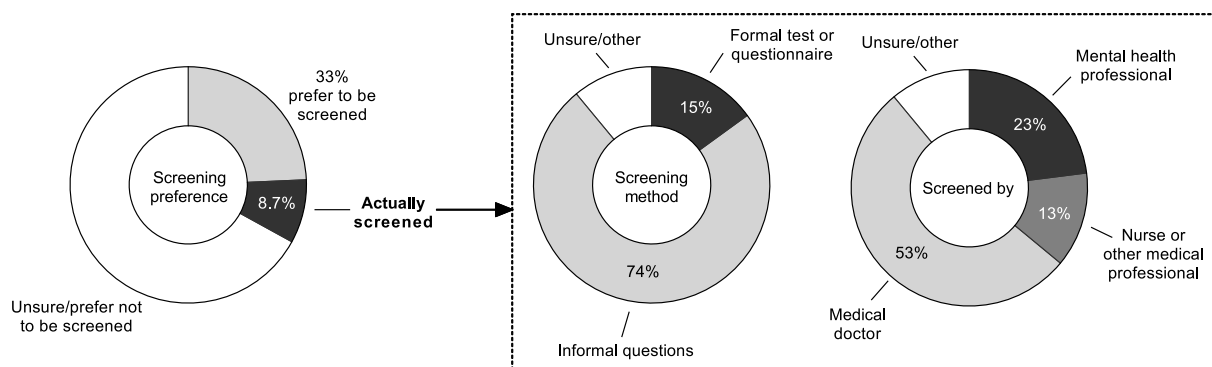 33%
prefer to be
screened
Screening
preference
8.7%
Actually
screened
Unsure/prefer not
to be screened
Unsure/other
Formal test or
questionnaire
15%
Screening
method
74%
Informal questions
Unsure/other
Mental health
professional
23%
Screened by
13%
Nurse or
other medical
professional
53%
Medical
doctor